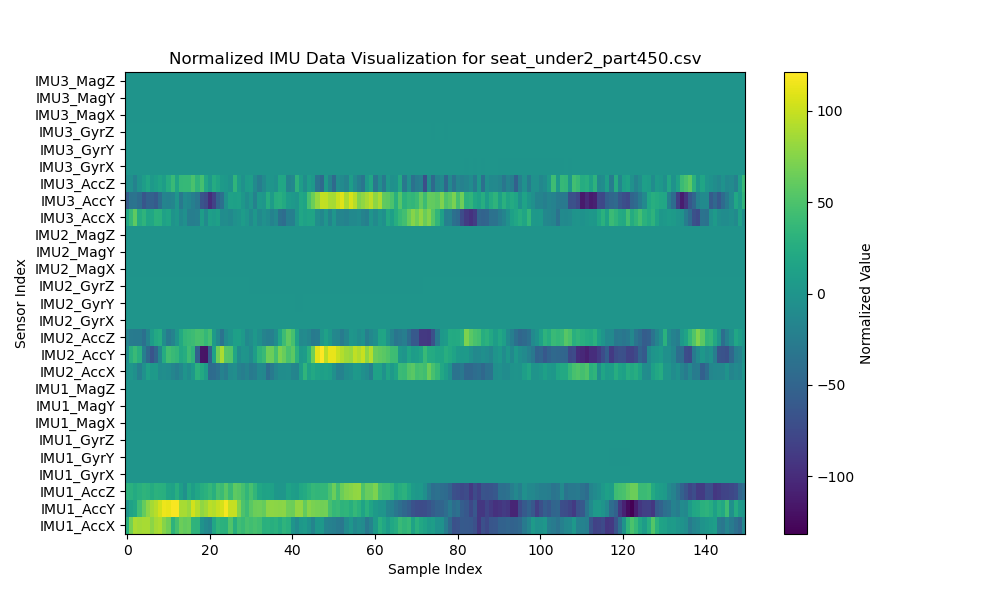 Normalized IMU Data Visualization for seat_under2_part450.csv
IMU3_MagZ
IMU3_MagY
IMU3_MagX
IMU3_GyrZ
IMU3_GyrY
IMU3_GyrX
IMU3_AccZ
IMU3_AccY
IMU3_AccX
IMU2_MagZ
IMU2_MagY
IMU2_MagX
IMU2_GyrZ
IMU2_GyrY
IMU2_GyrX
IMU2_AccZ
IMU2_AccY
IMU2_AccX
IMU1_MagZ
IMU1_MagY
IMU1_MagX
IMU1_GyrZ
IMU1_GyrY
IMU1_GyrX
IMU1_AccZ
IMU1_AccY
IMU1_AccX
Sensor Index
0 20 40 60 80 100 120 140
Sample Index
100
50
0
−50
−100
Normalized Value